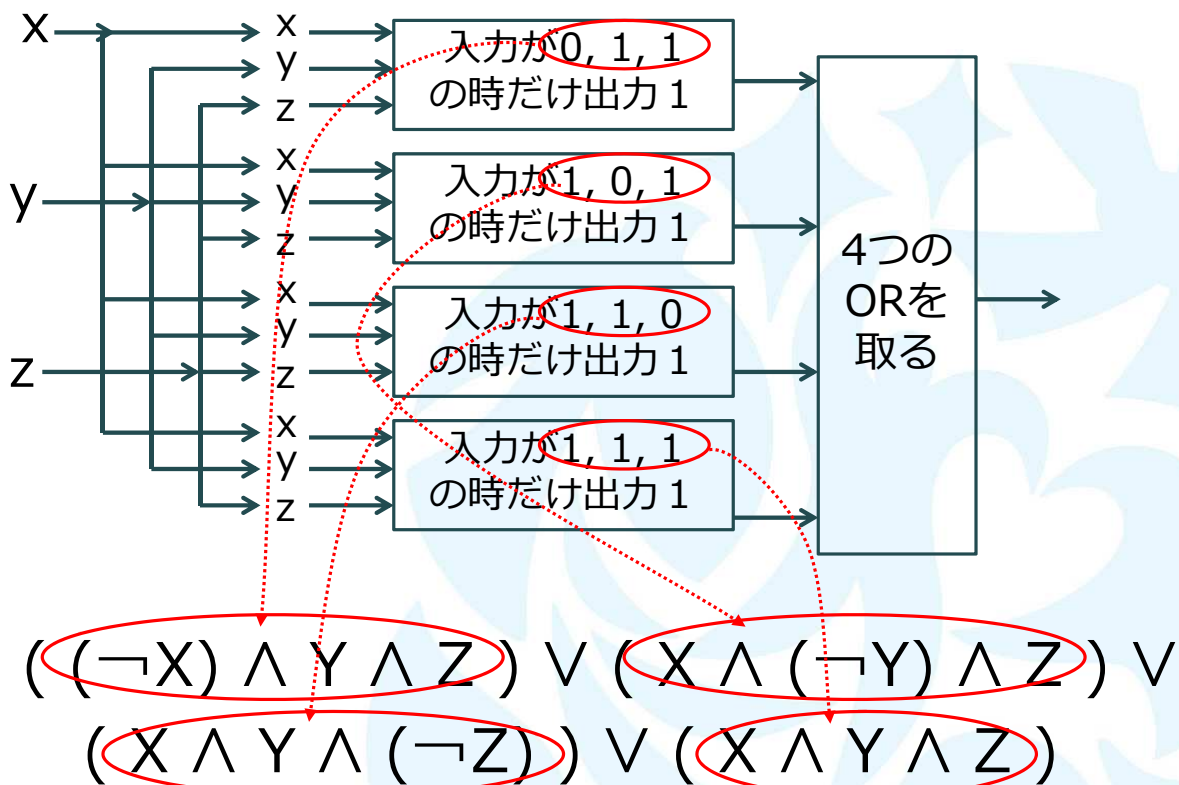 x
y
z
x
y
z
入力が0, 1, 1
の時だけ出力１
x
y
z
入力が1, 0, 1
の時だけ出力１
x
y
z
入力が1, 1, 0
の時だけ出力１
x
y
z
入力が1, 1, 1
の時だけ出力１
4つの
ORを
取る
( (￢X) ∧ Y ∧ Z ) ∨ ( X ∧ (￢Y) ∧ Z ) ∨
( X ∧ Y ∧ (￢Z) ) ∨ ( X ∧ Y ∧ Z )